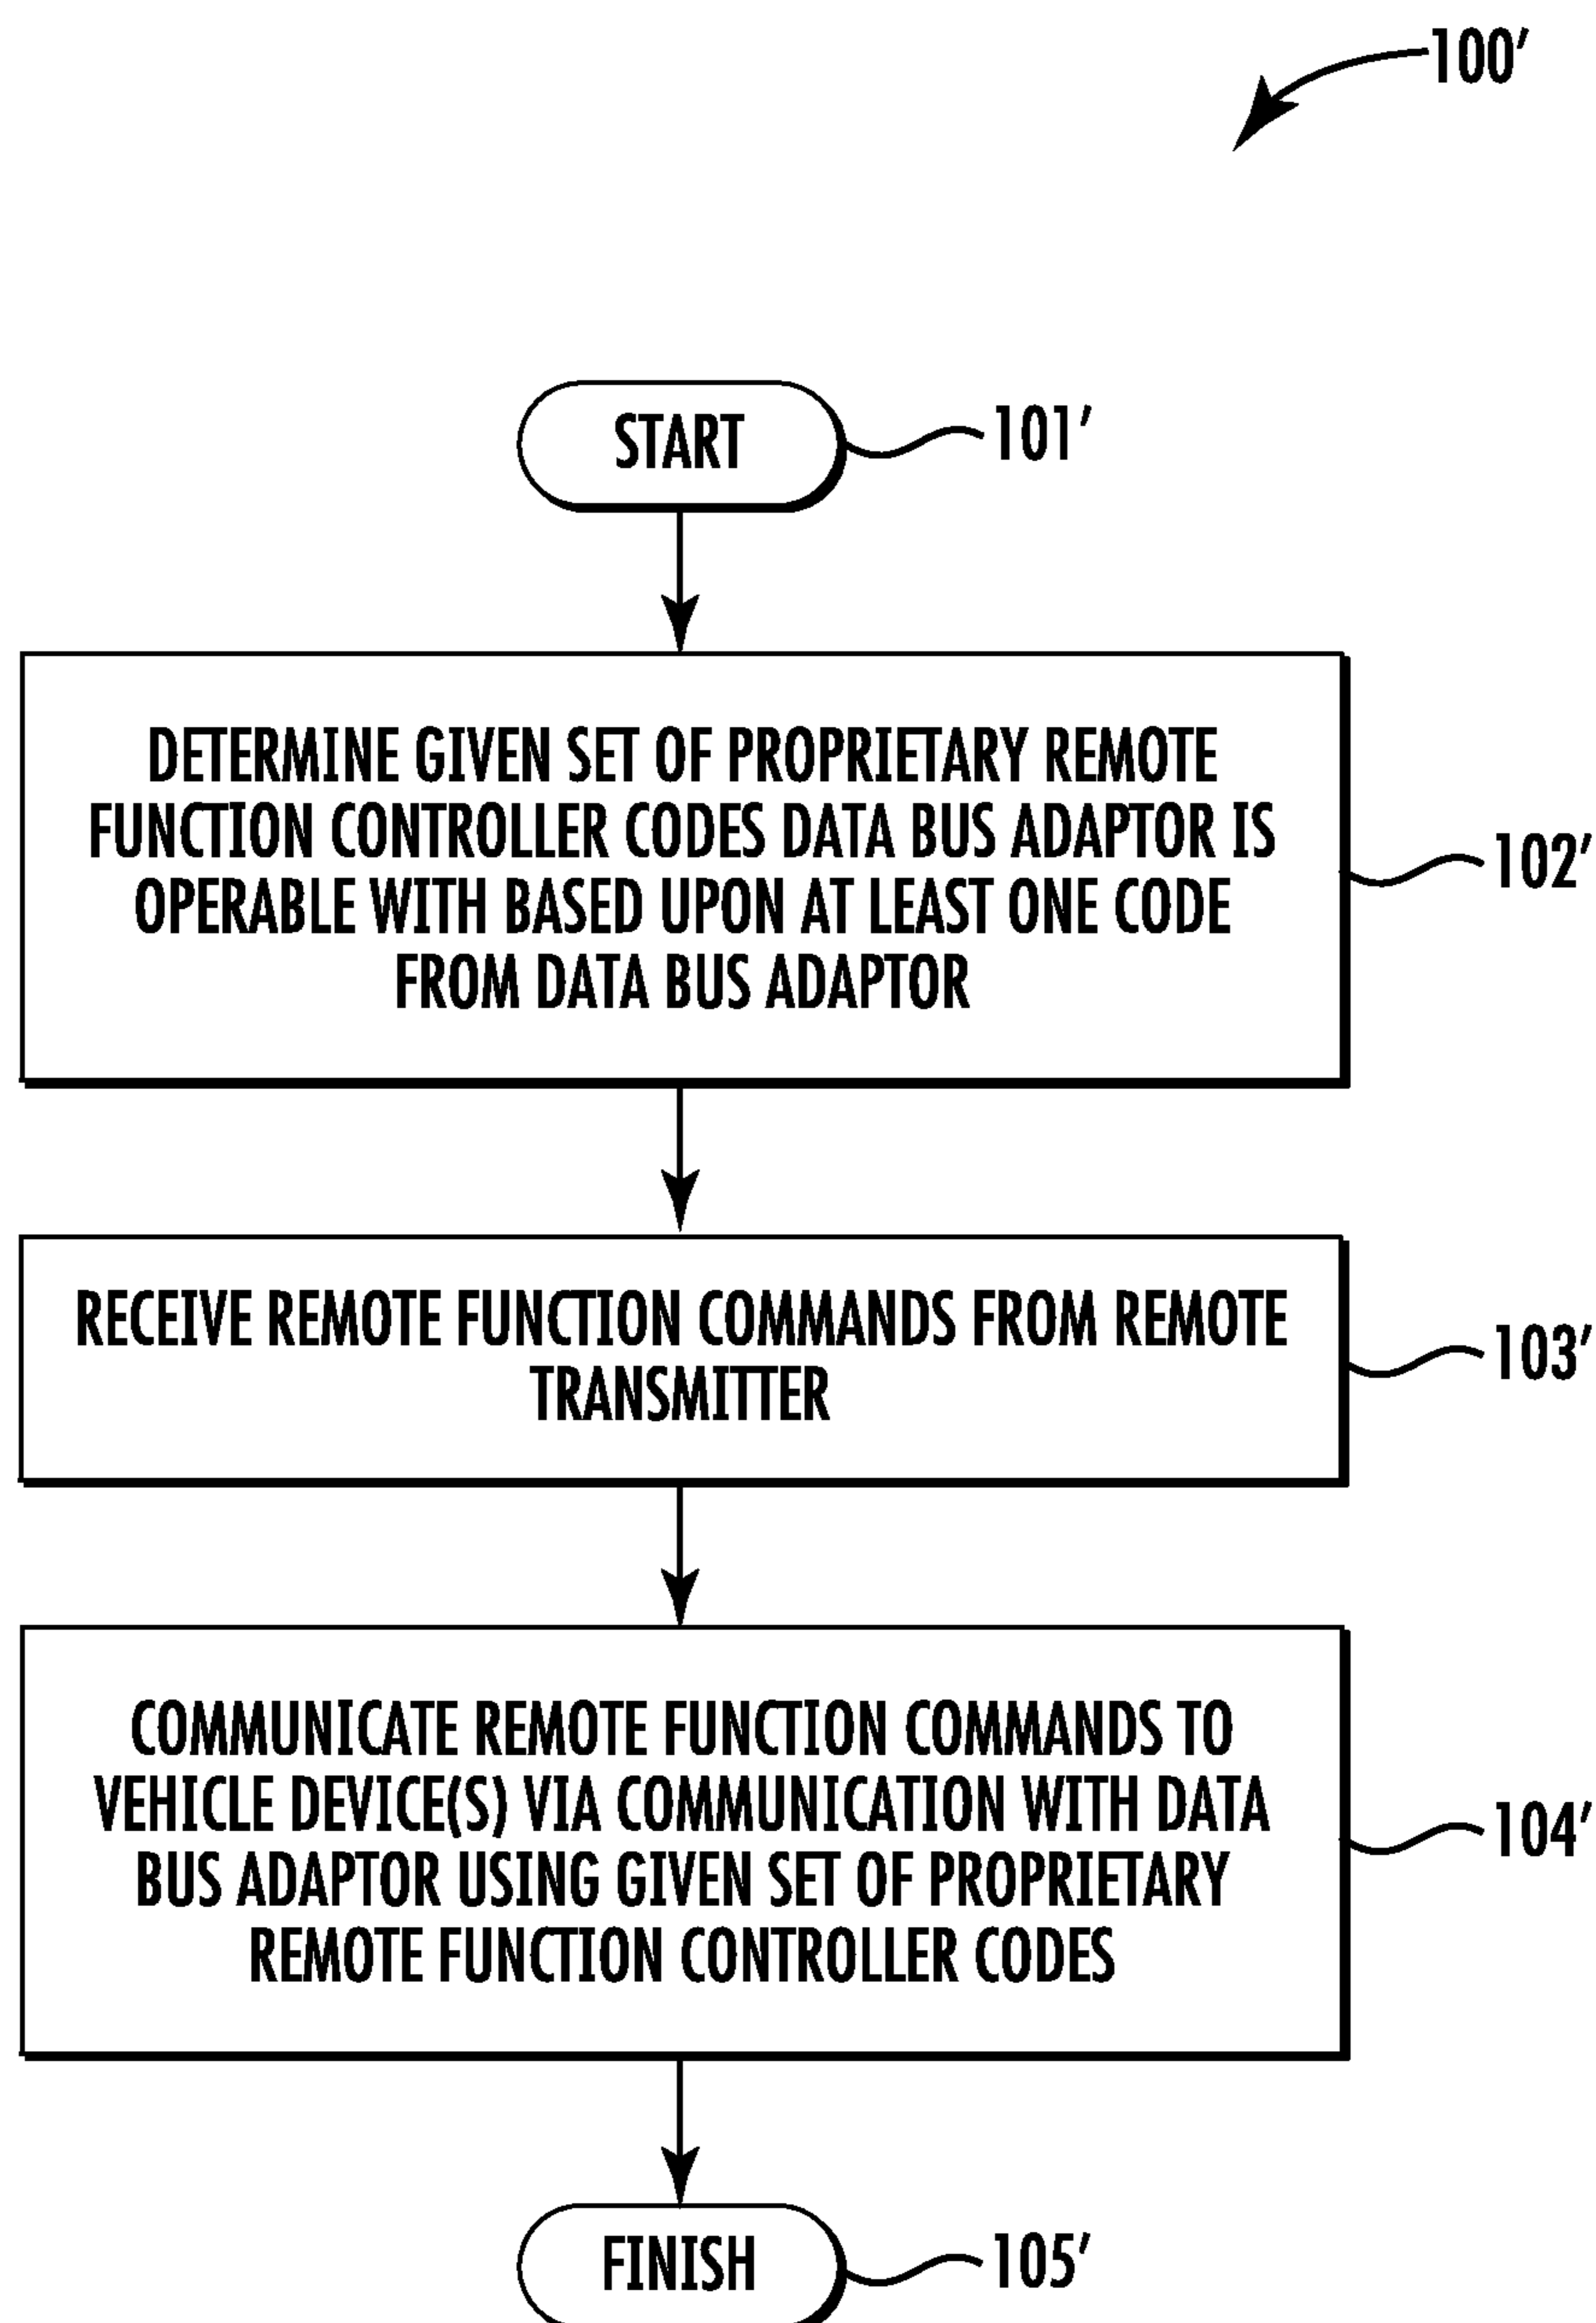 100′
START
101′
DETERMINE GIVEN SET OF PROPRIETARY REMOTE
FUNCTION CONTROLLER CODES DATA BUS ADAPTOR IS
OPERABLE WITH BASED UPON AT LEAST ONE CODE
FROM DATA BUS ADAPTOR
102′
RECEIVE REMOTE FUNCTION COMMANDS FROM REMOTE
TRANSMITTER
103′
COMMUNICATE REMOTE FUNCTION COMMANDS TO
VEHICLE DEVICE(S) VIA COMMUNICATION WITH DATA
BUS ADAPTOR USING GIVEN SET OF PROPRIETARY
REMOTE FUNCTION CONTROLLER CODES
104′
FINISH
105′